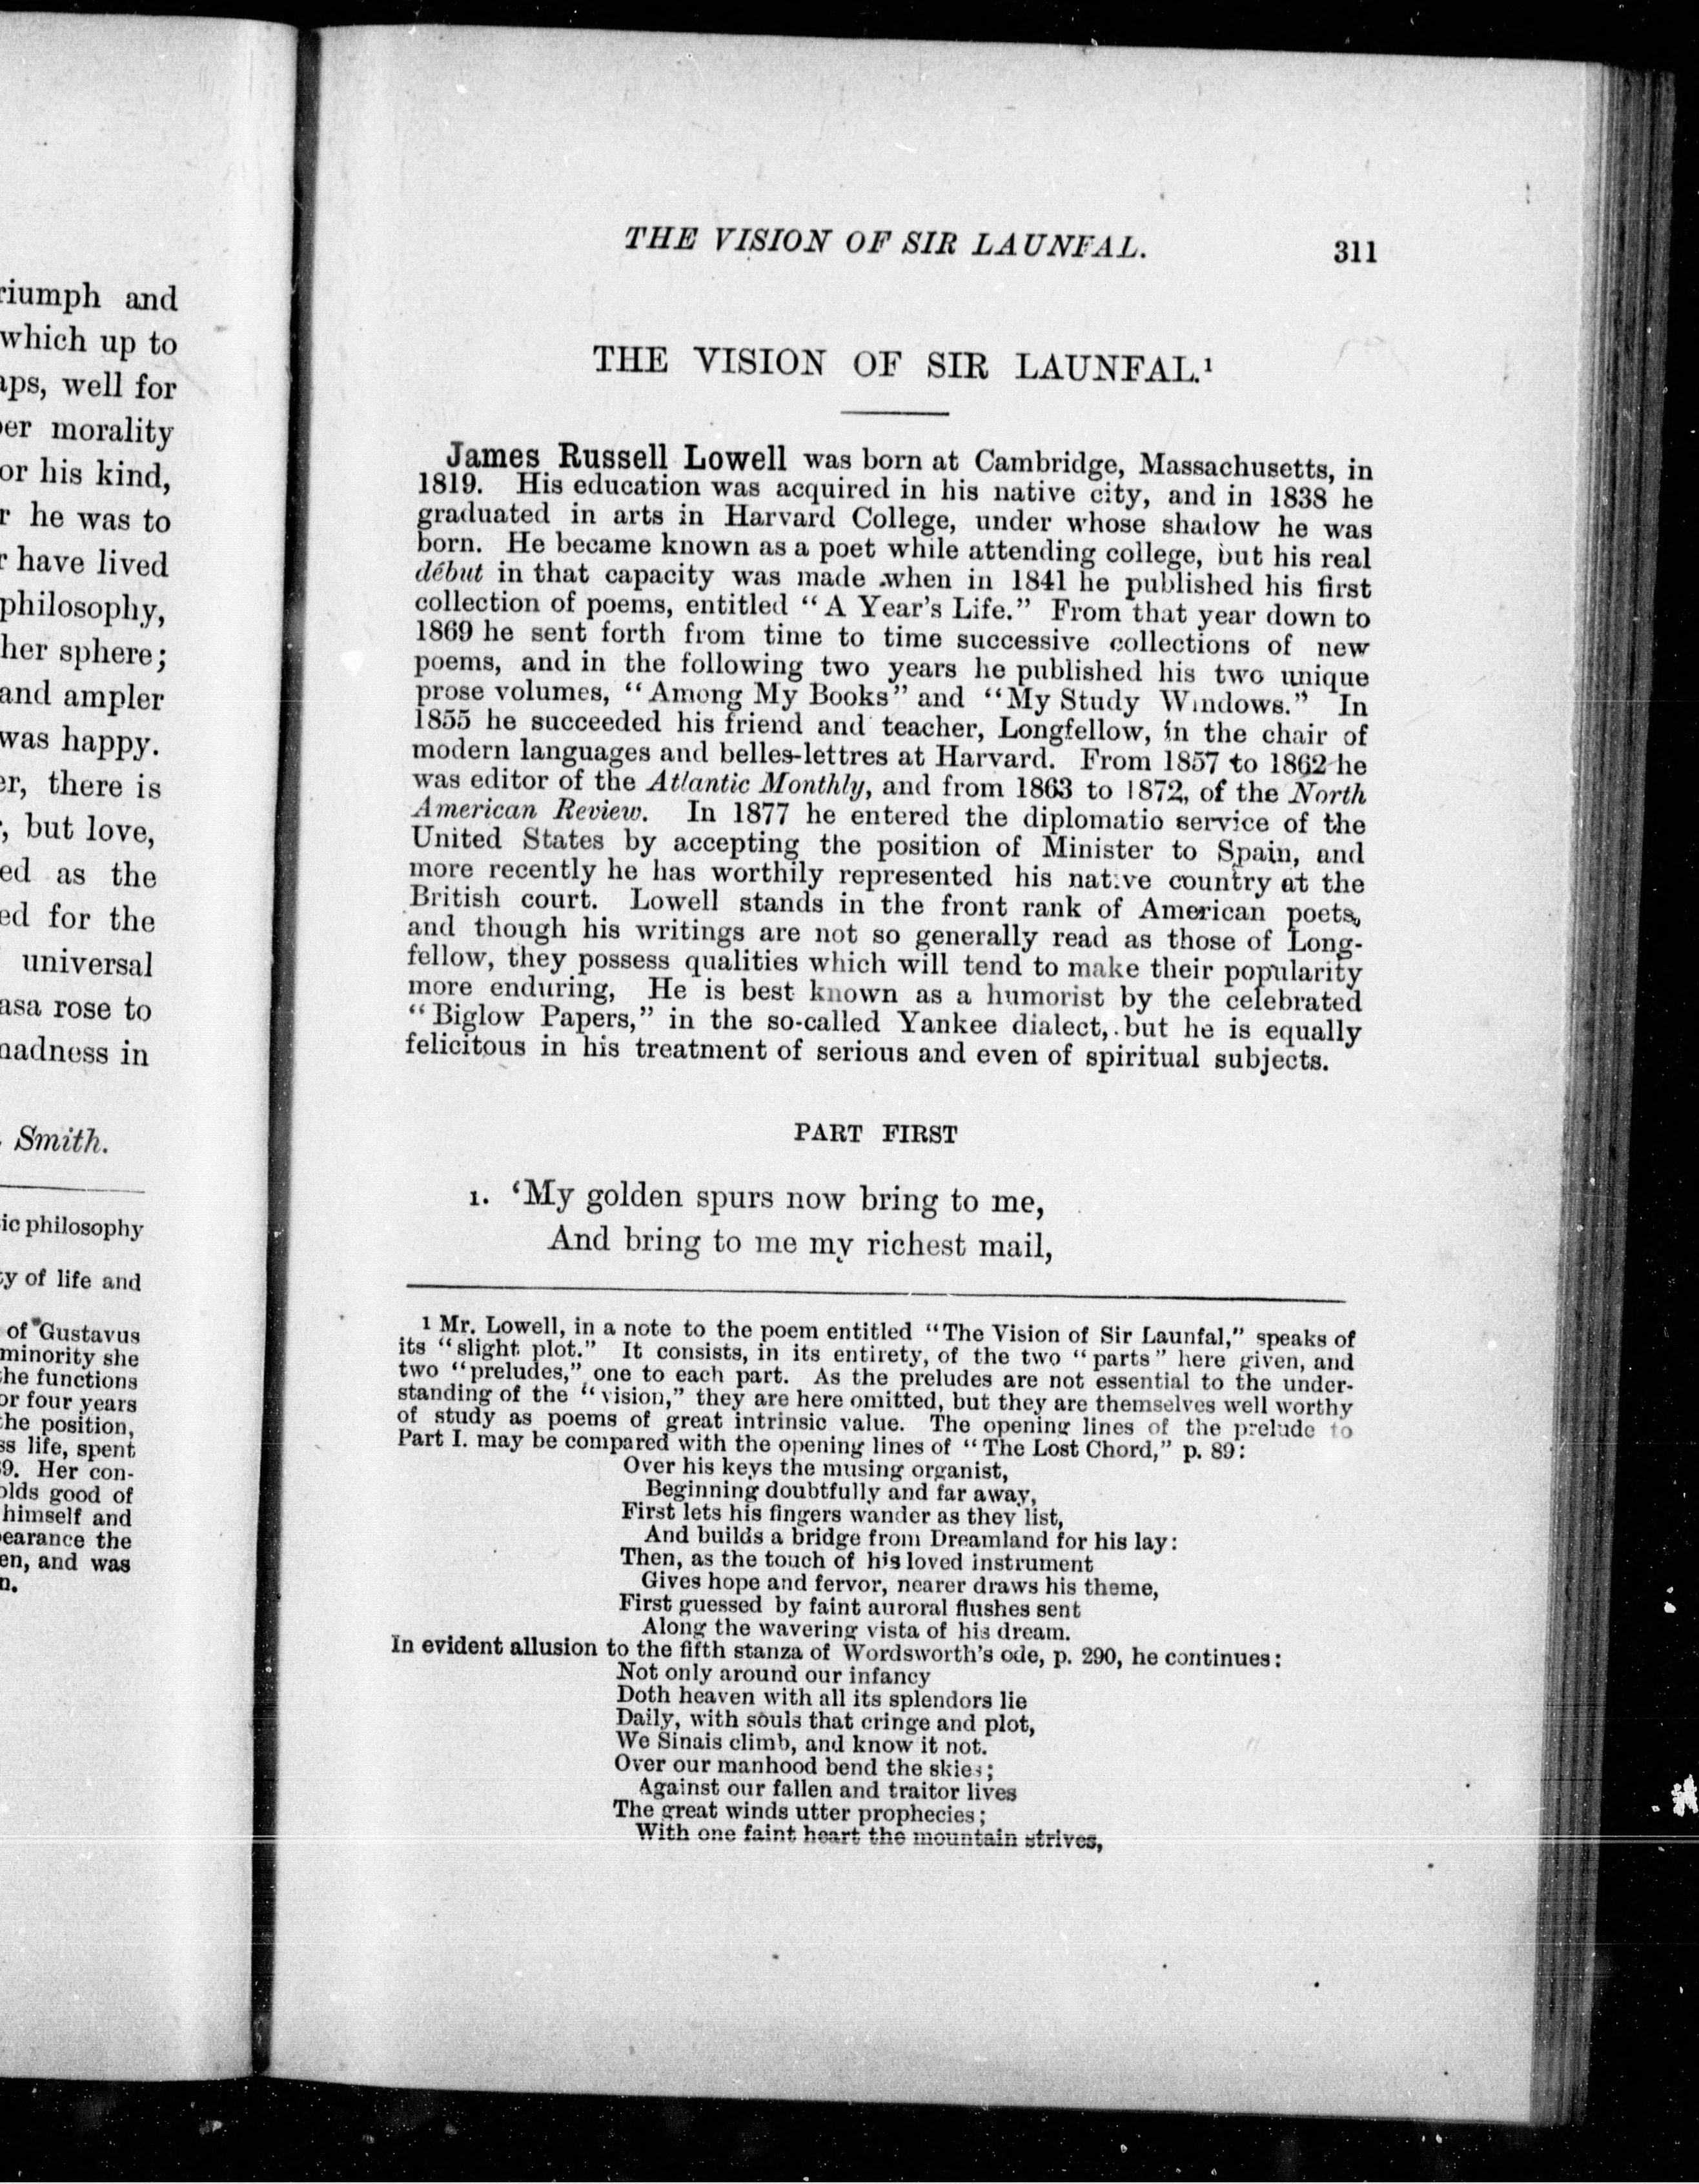 riumph and
which up to
aps, well for
er morality
or his kind,
r he was to
r have lived
philosophy,
her sphere;
and ampler
was happy.
er, there is
, but love,
ed as the
ed for the
universal
asa rose to
nadness in
Smith.
ic philosophy
y of life and
of Gustavus
minority she
he functions
or four years
the position,
ss life, spent
9. Her con-
olds good of
himself and
pearance the
en, and was
n.
THE VISION OF SIR LAUNFAL. 311
THE VISION OF SIR LAUNFAL.¹
James Russell Lowell was born at Cambridge, Massachusetts, in
1819. His education was acquired in his native city, and in 1838 he
graduated in arts in Harvard College, under whose shadow he was
born. He became known as a poet while attending college, but his real
début in that capacity was made when in 1841 he published his first
collection of poems, entitled “A Year’s Life.” From that year down to
1869 he sent forth from time to time successive collections of new
poems, and in the following two years he published his two unique
prose volumes, “Among My Books” and “My Study Windows.” In
1855 he succeeded his friend and teacher, Longfellow, in the chair of
modern languages and belles-lettres at Harvard. From 1857 to 1862 he
was editor of the Atlantic Monthly, and from 1863 to 1872, of the North
American Review. In 1877 he entered the diplomatic service of the
United States by accepting the position of Minister to Spain, and
more recently he has worthily represented his native country at the
British court. Lowell stands in the front rank of American poets,
and though his writings are not so generally read as those of Long-
fellow, they possess qualities which will tend to make their popularity
more enduring, He is best known as a humorist by the celebrated
“Biglow Papers,” in the so-called Yankee dialect, but he is equally
felicitous in his treatment of serious and even of spiritual subjects.
PART FIRST
1. ‘My golden spurs now bring to me,
And bring to me my richest mail,
1 Mr. Lowell, in a note to the poem entitled “The Vision of Sir Launfal,” speaks of
its “slight plot.” It consists, in its entirety, of the two “parts” here given, and
two “preludes,” one to each part. As the preludes are not essential to the under-
standing of the “vision,” they are here omitted, but they are themselves well worthy
of study as poems of great intrinsic value. The opening lines of the prelude to
Part I. may be compared with the opening lines of “The Lost Chord,” p. 89:
Over his keys the musing organist,
Beginning doubtfully and far away,
First lets his fingers wander as they list,
And builds a bridge from Dreamland for his lay:
Then, as the touch of his loved instrument
Gives hope and fervor, nearer draws his theme,
First guessed by faint auroral flushes sent
Along the wavering vista of his dream.
In evident allusion to the fifth stanza of Wordsworth’s ode, p. 290, he continues:
Not only around our infancy
Doth heaven with all its splendors lie
Daily, with souls that cringe and plot,
We Sinais climb, and know it not.
Over our manhood bend the skies;
Against our fallen and traitor lives
The great winds utter prophecies;
With one faint heart the mountain strives,